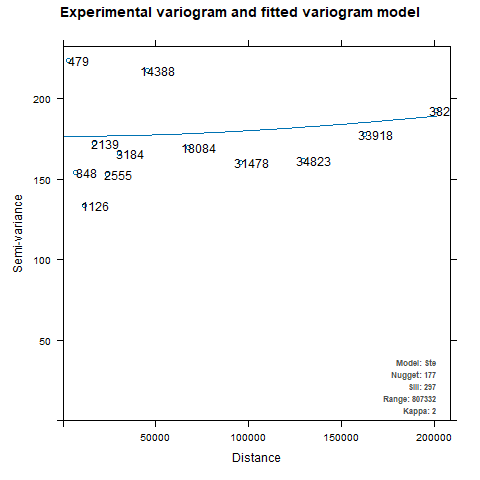 Experimental variogram and fitted variogram model
479
14388
382
2139
3184
18084
33918
848
2555
31478
34823
1126
200
150
100
50
Semi-variance
Model: Ste
Nugget: 177
Sill: 297
Range: 807332
Kappa: 2
50000
100000
150000
200000
Distance